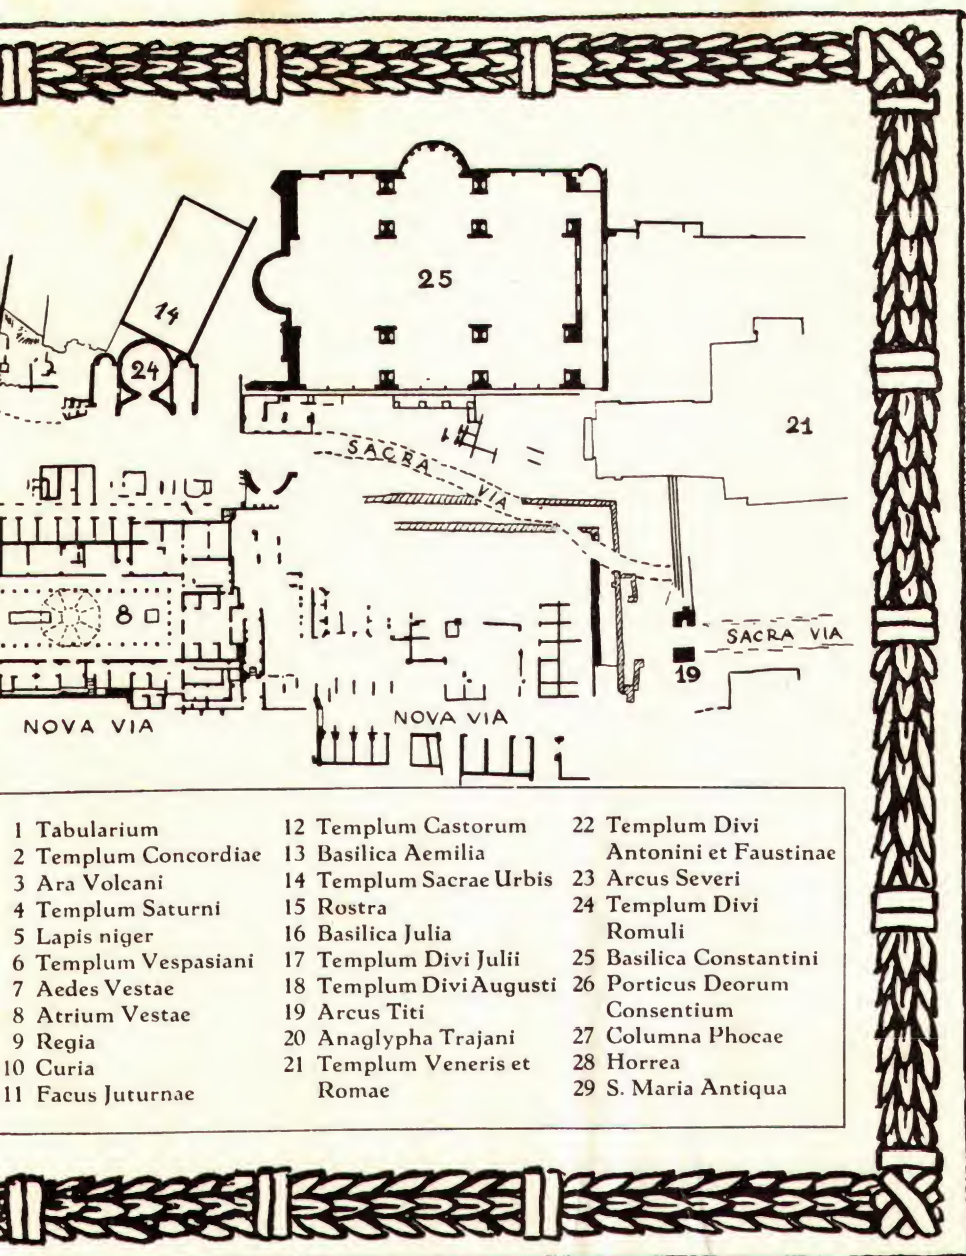 14
25
24
21
SACRA
VIA
8
SACRA VIA
19
NOVA VIA
NOVA VIA
1 Tabularium
2 Templum Concordiae
3 Ara Volcani
4 Templum Saturni
5 Lapis niger
6 Templum Vespasiani
7 Aedes Vestae
8 Atrium Vestae
9 Regia
10 Curia
11 Facus Juturnae
12 Templum Castorum
13 Basilica Aemilia
14 Templum Sacrae Urbis
15 Rostra
16 Basilica Julia
17 Templum Divi Julii
18 Templum Divi Augusti
19 Arcus Titi
20 Anaglypha Trajani
21 Templum Veneris et
Romae
22 Templum Divi
Antonini et Faustinae
23 Arcus Severi
24 Templum Divi
Romuli
25 Basilica Constantini
26 Porticus Deorum
Consentium
27 Columna Phocae
28 Horrea
29 S. Maria Antiqua